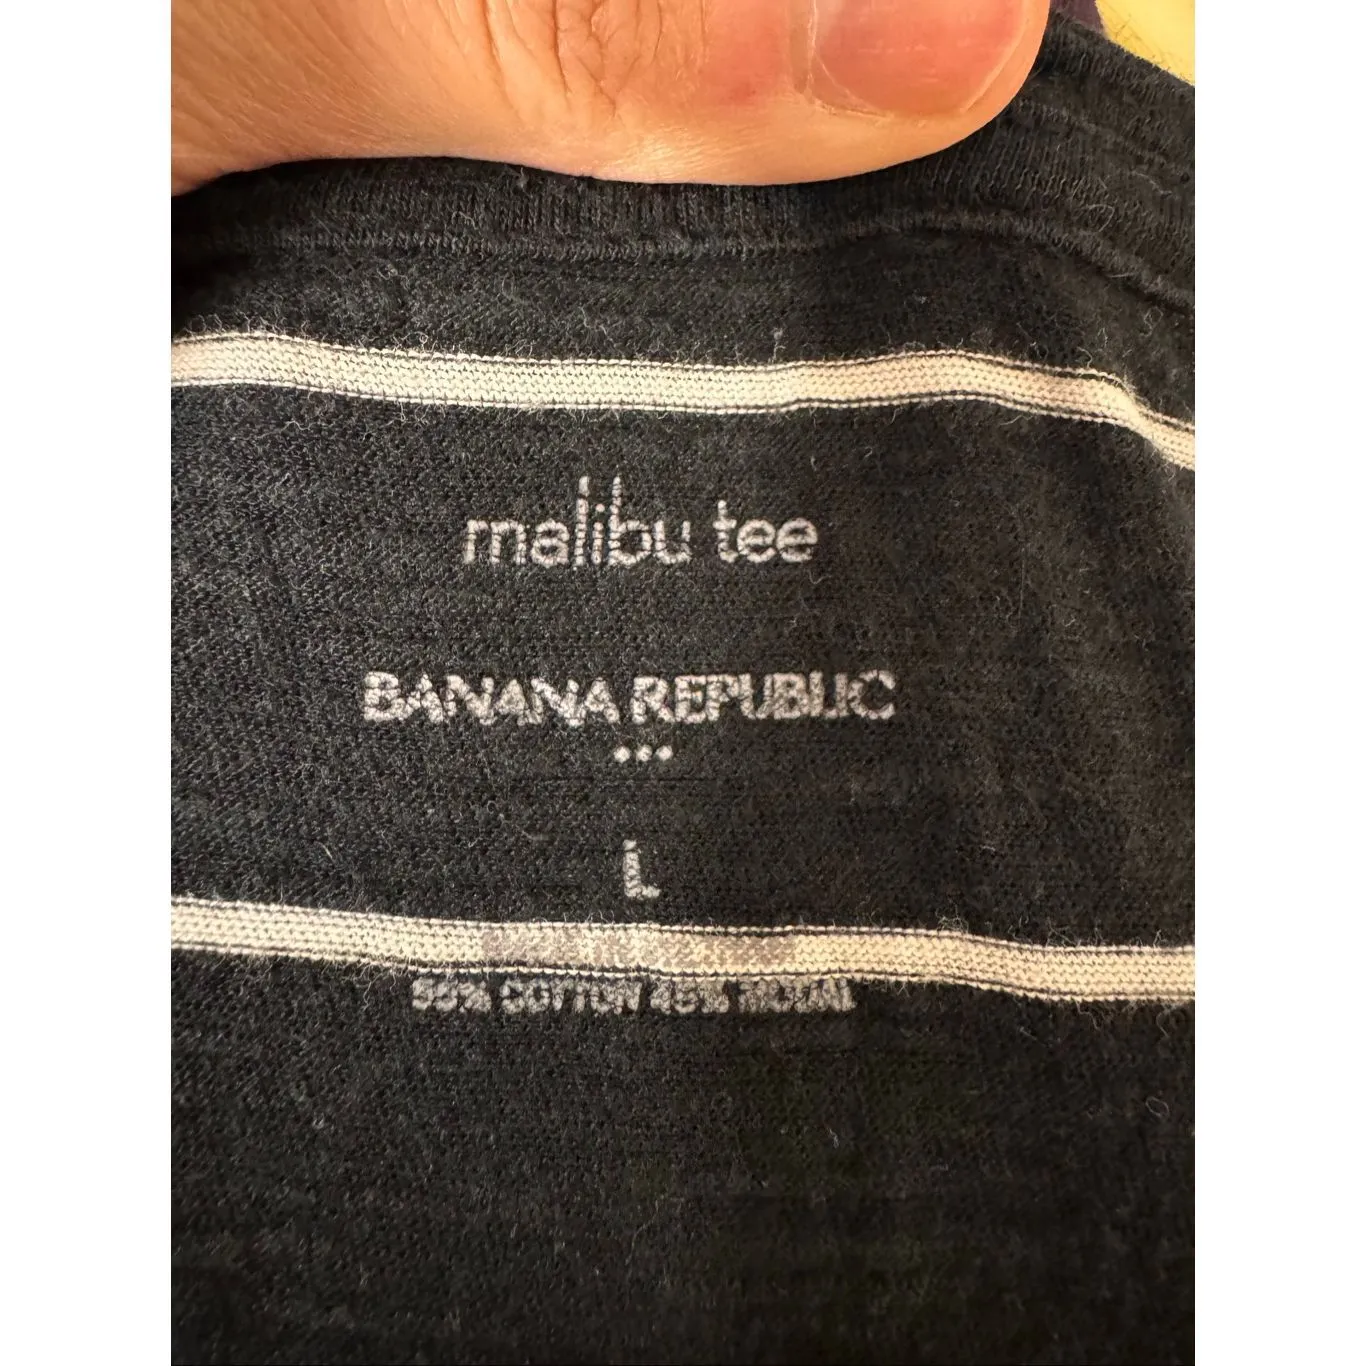 malibu tee
BANANA REPUBLIC
L
55% COTTON 45% MODAL